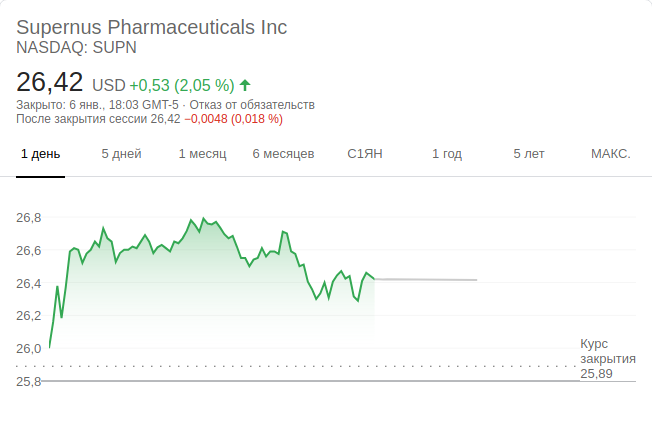 Supernus Pharmaceuticals Inc
NASDAQ: SUPN
26,42 USD +0,53 (2,05 %)
Закрыто: 6 янв., 18:03 GMT-5 · Отказ от обязательств
После закрытия сессии 26,42 −0,0048 (0,018 %)
1 день 5 дней 1 месяц 6 месяцев С1ЯН 1 год 5 лет МАКС.
26,8
26,6
26,4
26,2
26,0
Курс
закрытия
25,89
25,8